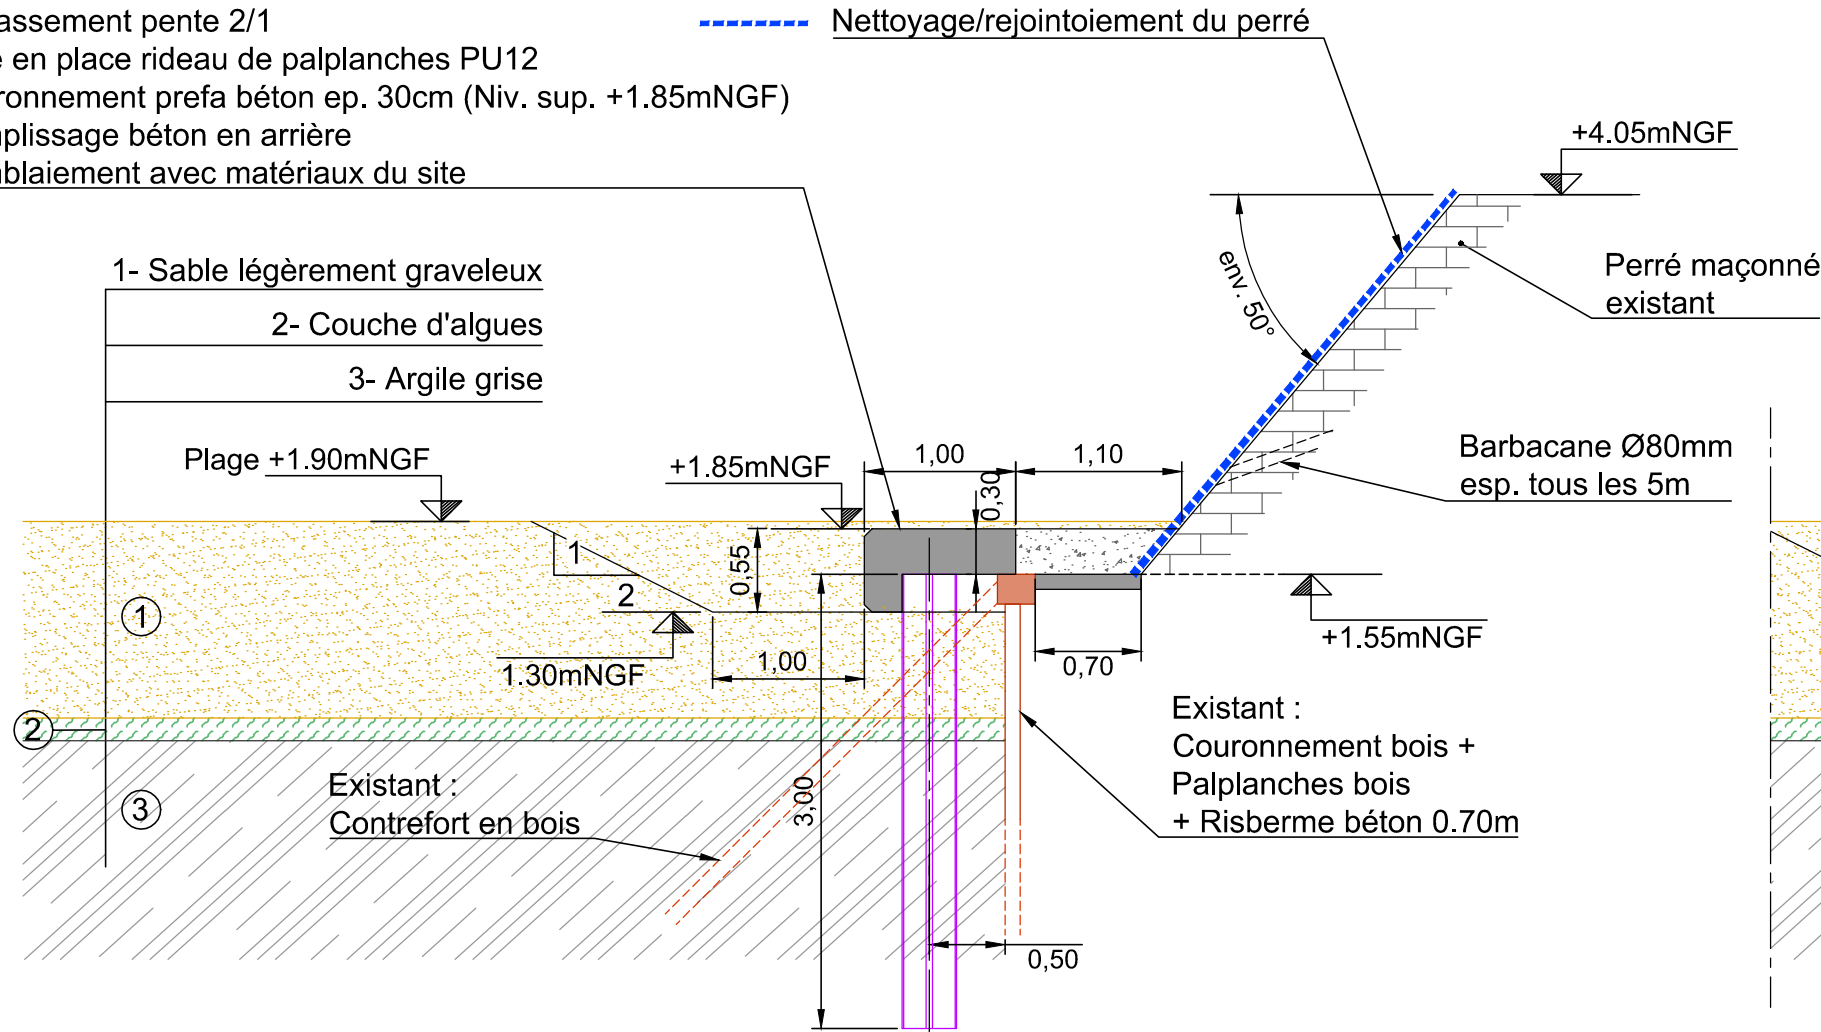 assement pente 2/1
e en place rideau de palplanches PU12
ronnement prefa béton ep. 30cm (Niv. sup. +1.85mNGF)
plissage béton en arrière
blaiement avec matériaux du site
Nettoyage/rejointoiement du perré
+4.05mNGF
env. 50°
Perré maçonné
existant
1- Sable légèrement graveleux
2- Couche d'algues
3- Argile grise
Plage +1.90mNGF
+1.85mNGF
1,00
1,10
0,30
Barbacane Ø80mm
esp. tous les 5m
1
2
0,55
1
1.30mNGF
1,00
0,70
+1.55mNGF
2
3
Existant :
Contrefort en bois
3,00
Existant :
Couronnement bois +
Palplanches bois
+ Risberme béton 0.70m
0,50